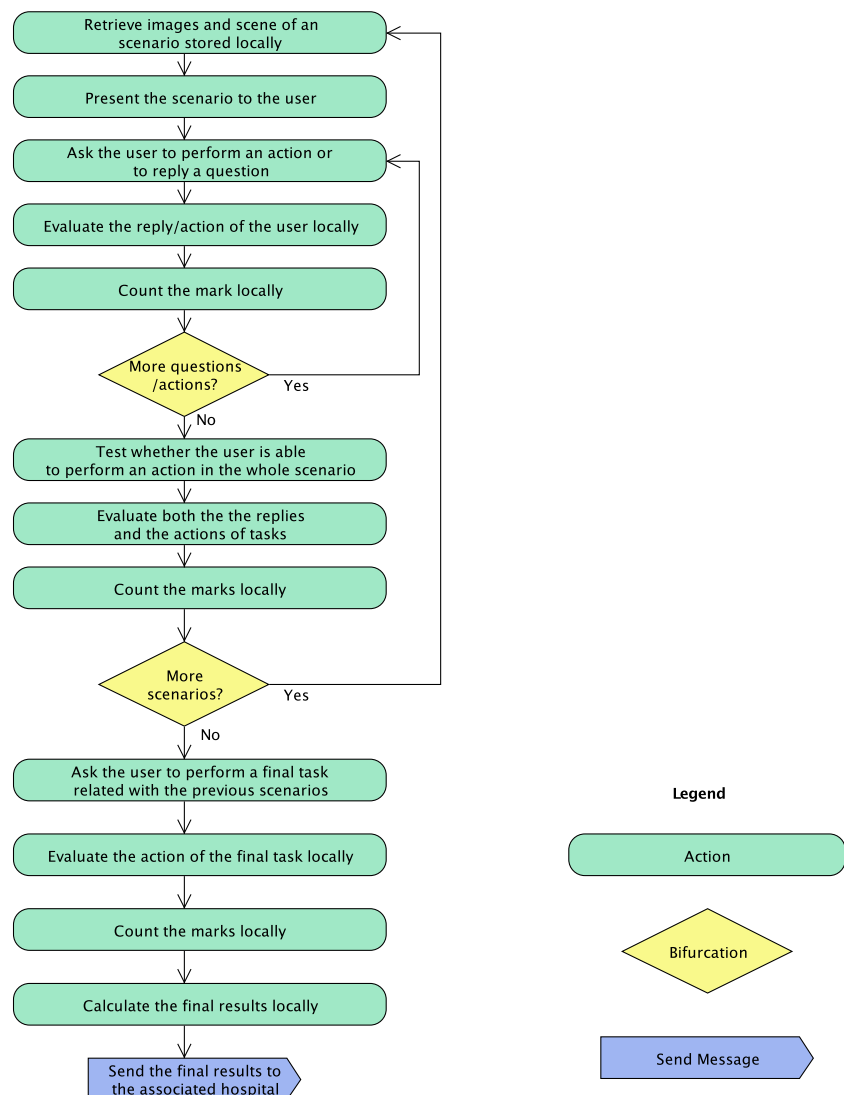 Retrieve images and scene of an
scenario stored locally
Present the scenario to the user
Ask the user to perform an action or
to reply a question
Evaluate the reply/action of the user locally
Count the mark locally
More questions
/actions?
Yes
No
Test whether the user is able
to perform an action in the whole scenario
Evaluate both the the replies
and the actions of tasks
Count the marks locally
More
scenarios?
Yes
No
Ask the user to perform a final task
related with the previous scenarios
Evaluate the action of the final task locally
Count the marks locally
Calculate the final results locally
Send the final results to
the associated hospital
Legend
Action
Bifurcation
Send Message